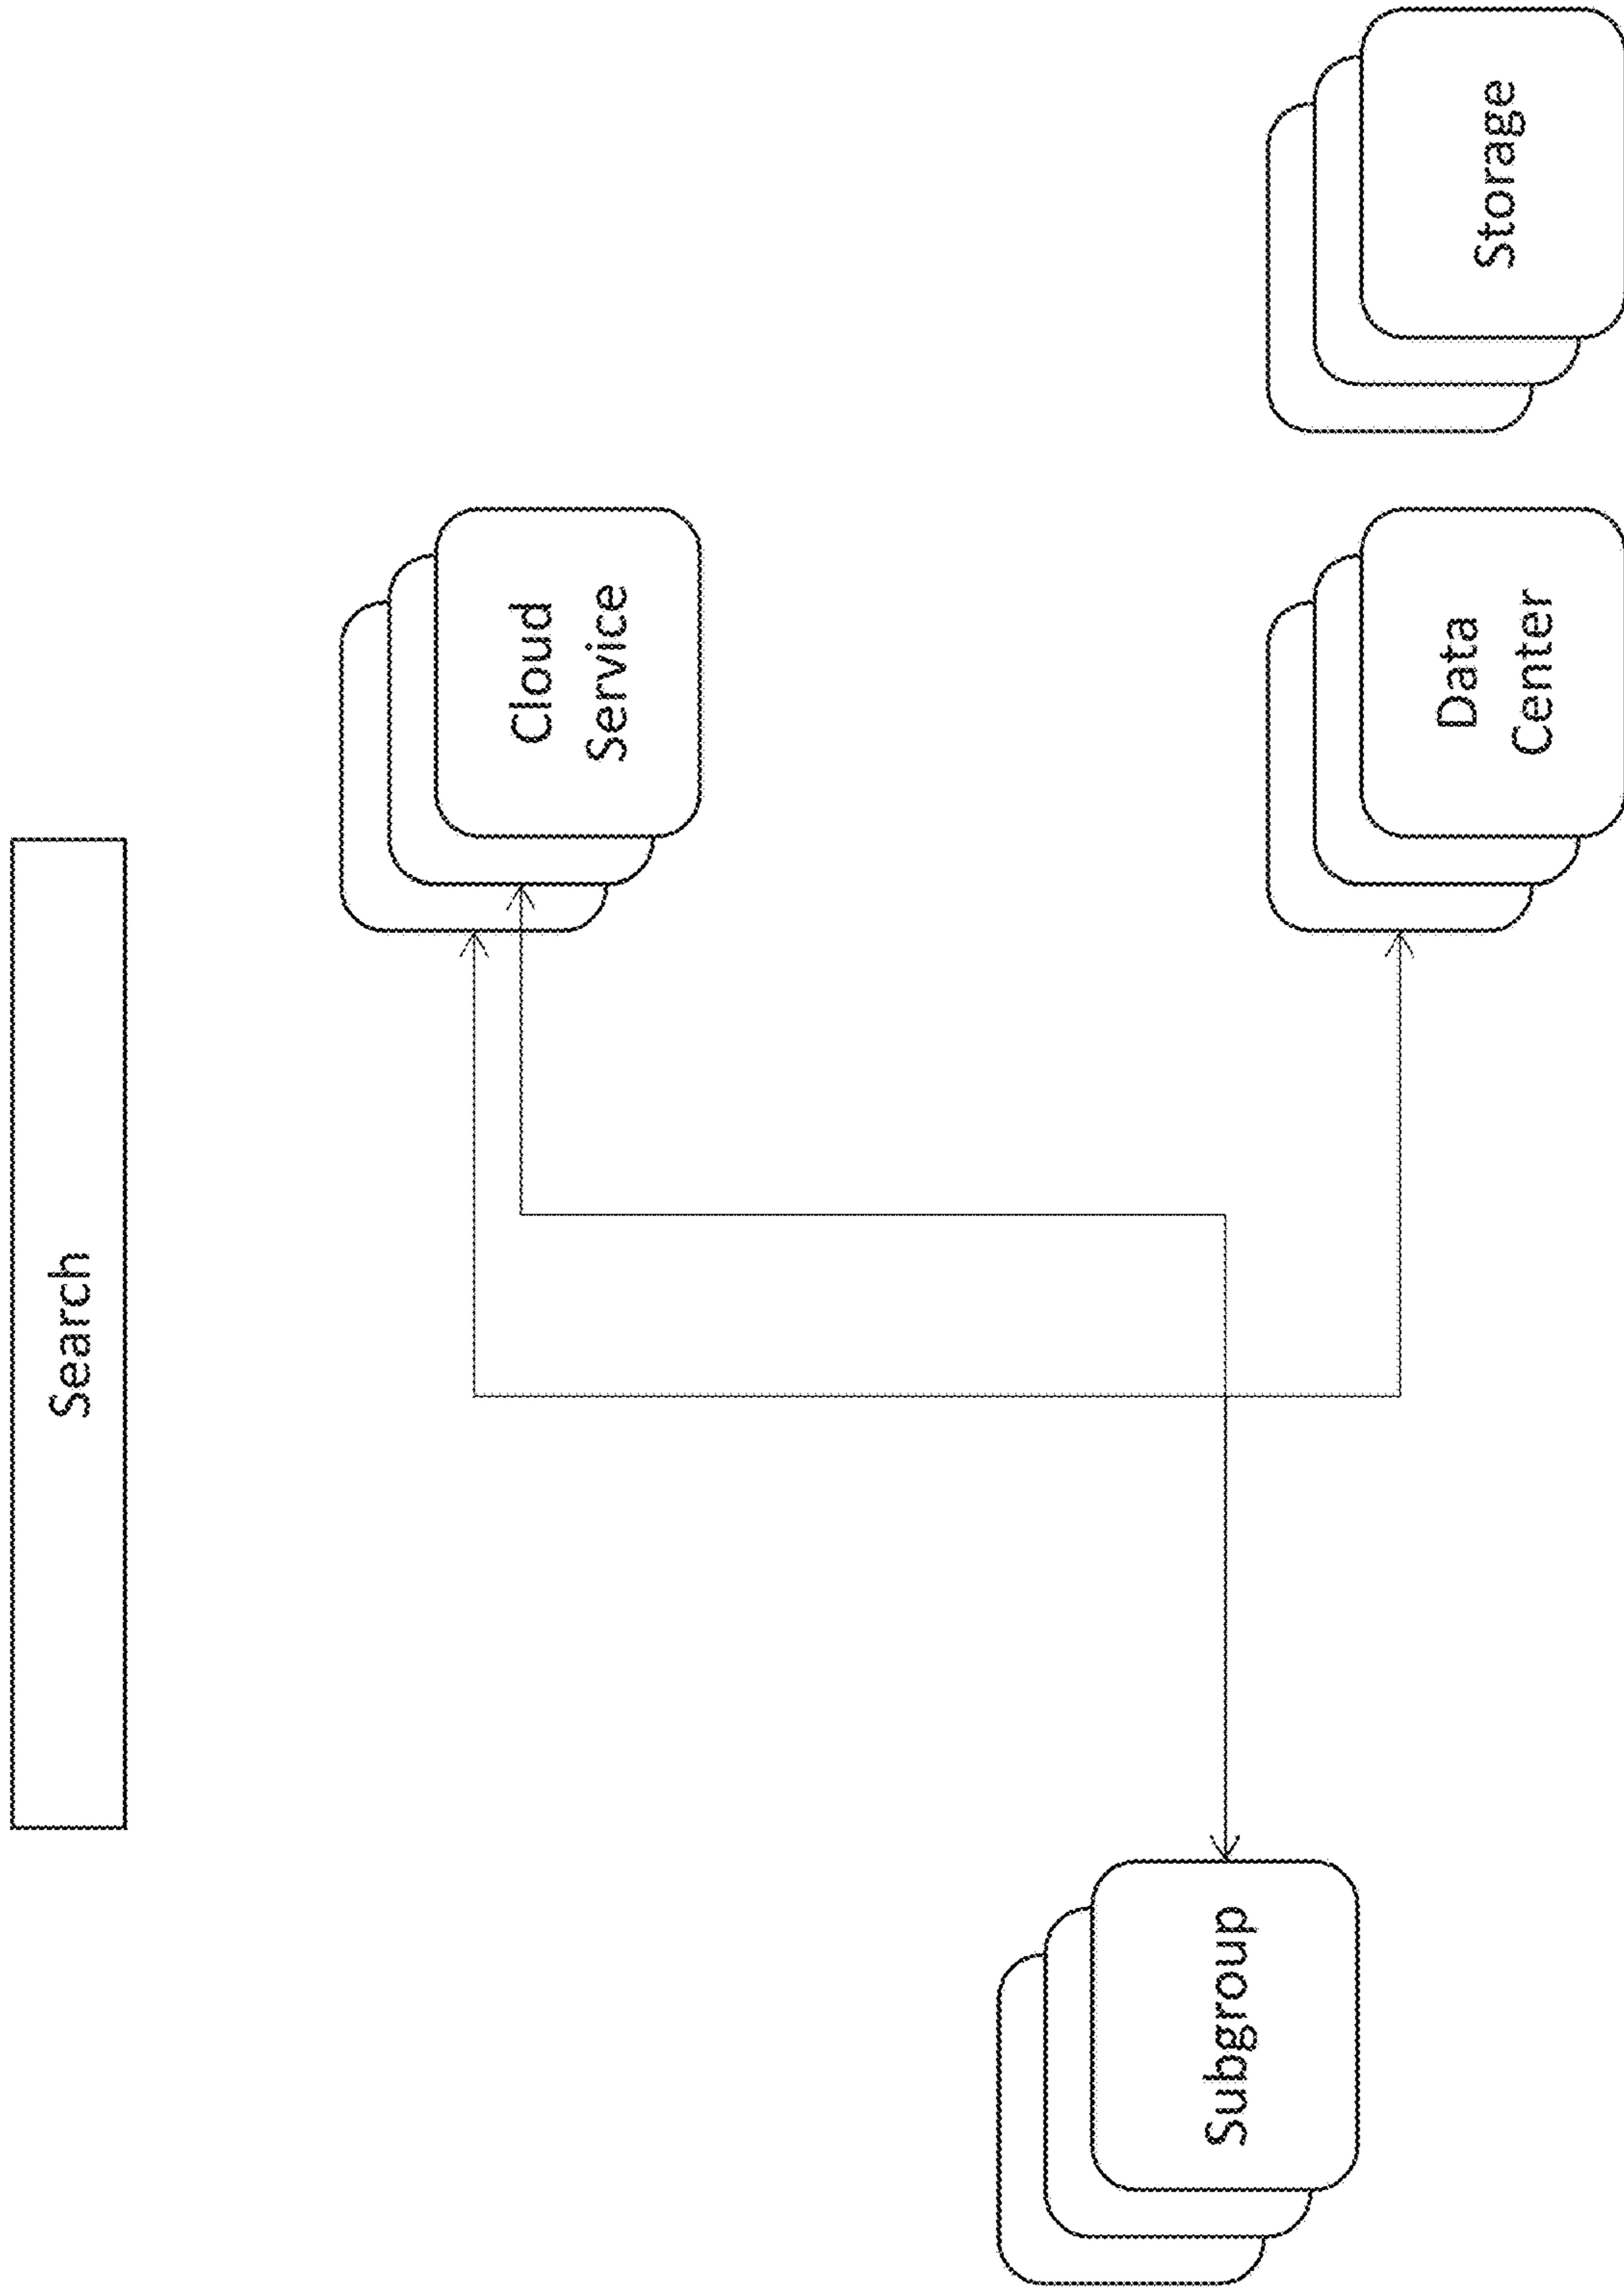 Search
Cloud
Service
Subgroup
Data
Center
Storage